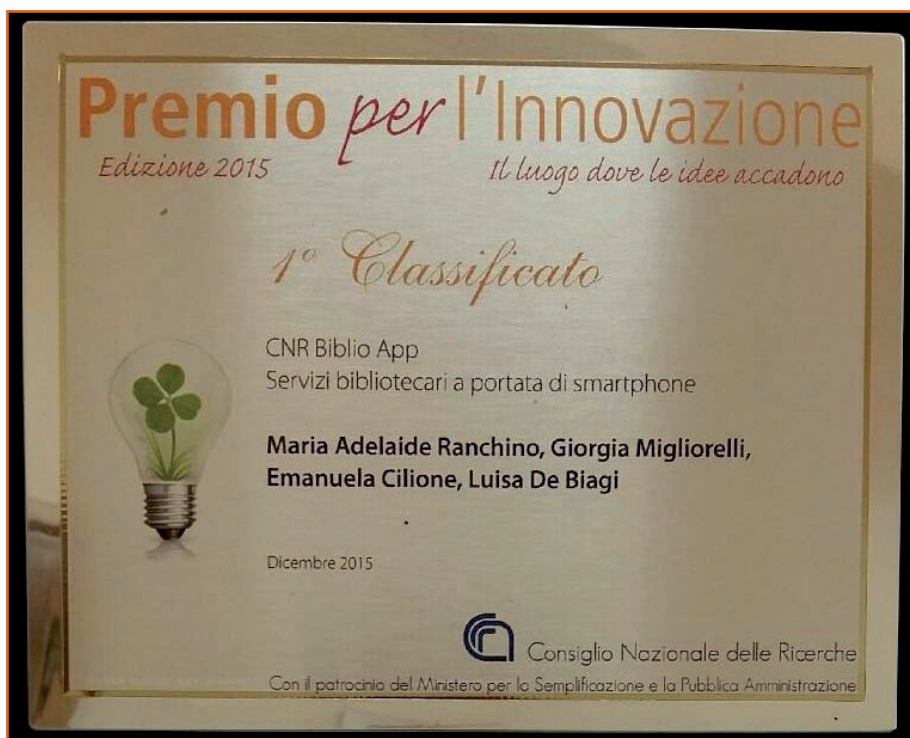 Premio per l'Innovazione
Edizione 2015
Il luogo dove le idee accadono
1° Classificato
CNR Biblio App
Servizi bibliotecari a portata di smartphone
Maria Adelaide Ranchino, Giorgia Migliorelli,
Emanuela Cilione, Luisa De Biagi
Dicembre 2015
Consiglio Nazionale delle Ricerche
Con il patrocinio del Ministero per la Semplificazione e la Pubblica Amministrazione